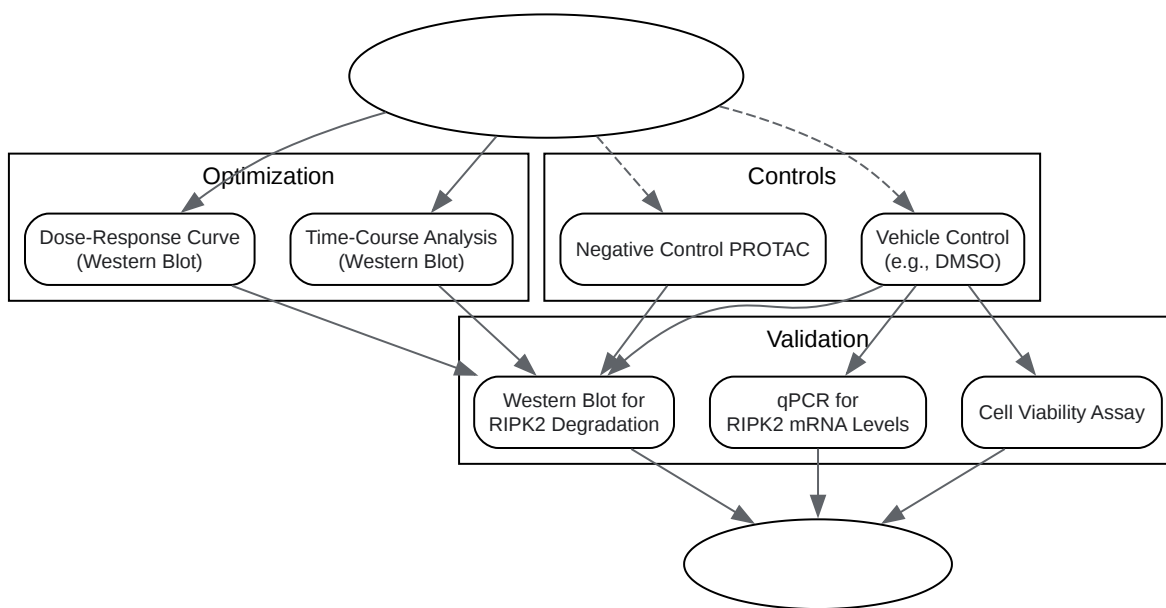 Optimization
Controls
Dose-Response Curve
(Western Blot)
Time-Course Analysis
(Western Blot)
Negative Control PROTAC
Vehicle Control
(e.g., DMSO)
Validation
Western Blot for
RIPK2 Degradation
qPCR for
RIPK2 mRNA Levels
Cell Viability Assay